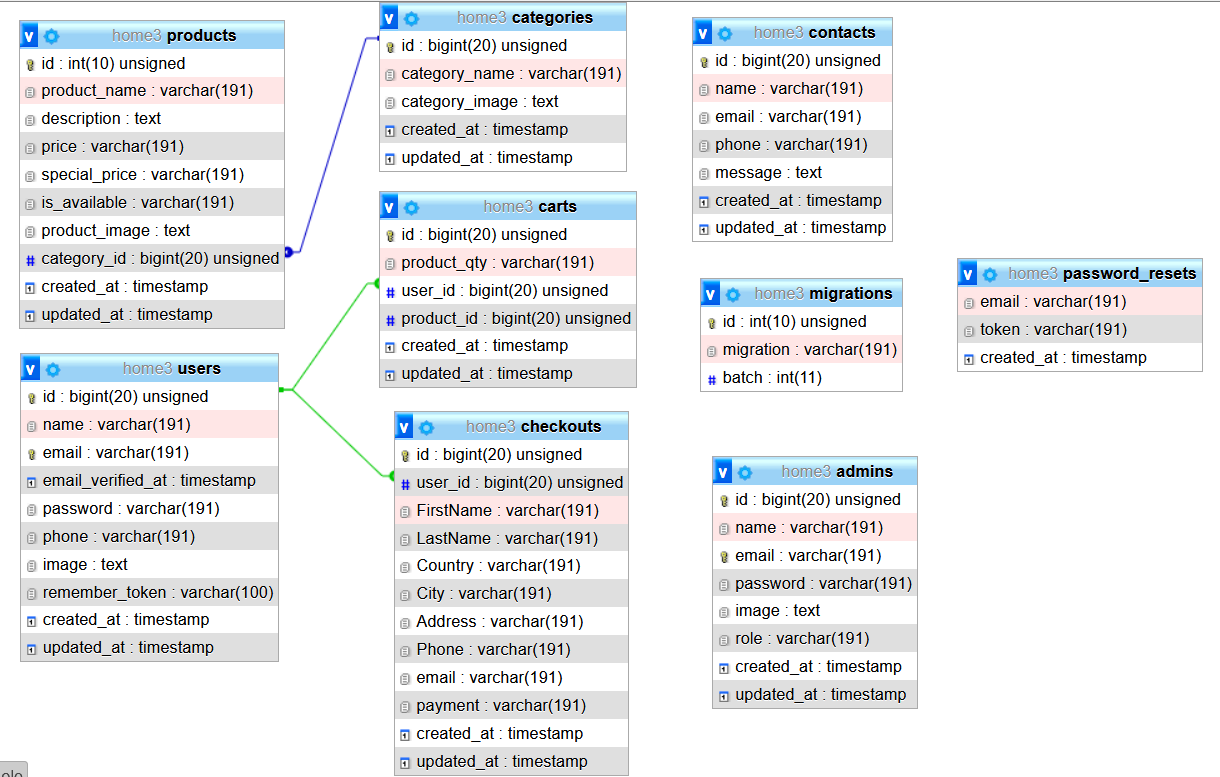 home3 products
id : int(10) unsigned
product_name : varchar(191)
description : text
price : varchar(191)
special_price : varchar(191)
is_available : varchar(191)
product_image : text
category_id : bigint(20) unsigned
created_at : timestamp
updated_at : timestamp
home3 users
id : bigint(20) unsigned
name : varchar(191)
email : varchar(191)
email_verified_at : timestamp
password : varchar(191)
phone : varchar(191)
image : text
remember_token : varchar(100)
created_at : timestamp
updated_at : timestamp
home3 categories
id : bigint(20) unsigned
category_name : varchar(191)
category_image : text
created_at : timestamp
updated_at : timestamp
home3 carts
id : bigint(20) unsigned
product_qty : varchar(191)
user_id : bigint(20) unsigned
product_id : bigint(20) unsigned
created_at : timestamp
updated_at : timestamp
home3 checkouts
id : bigint(20) unsigned
user_id : bigint(20) unsigned
FirstName : varchar(191)
LastName : varchar(191)
Country : varchar(191)
City : varchar(191)
Address : varchar(191)
Phone : varchar(191)
email : varchar(191)
payment : varchar(191)
created_at : timestamp
updated_at : timestamp
home3 contacts
id : bigint(20) unsigned
name : varchar(191)
email : varchar(191)
phone : varchar(191)
message : text
created_at : timestamp
updated_at : timestamp
home3 migrations
id : int(10) unsigned
migration : varchar(191)
batch : int(11)
home3 admins
id : bigint(20) unsigned
name : varchar(191)
email : varchar(191)
password : varchar(191)
image : text
role : varchar(191)
created_at : timestamp
updated_at : timestamp
home3 password_resets
email : varchar(191)
token : varchar(191)
created_at : timestamp